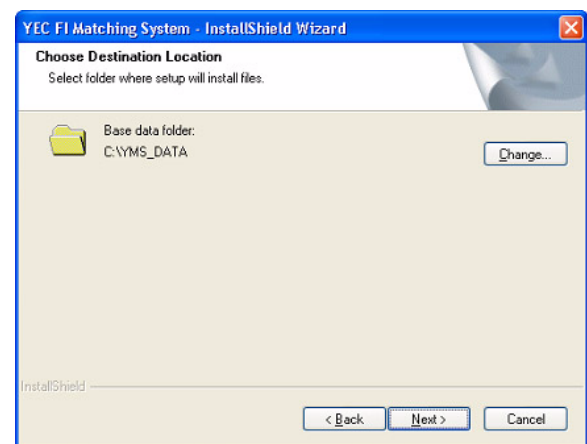 YEC FI Matching System - InstallShield Wizard
Choose Destination Location
Select folder where setup will install files.
Base data folder:
C:\YMS_DATA
Change...
InstallShield
< Back
Next >
Cancel